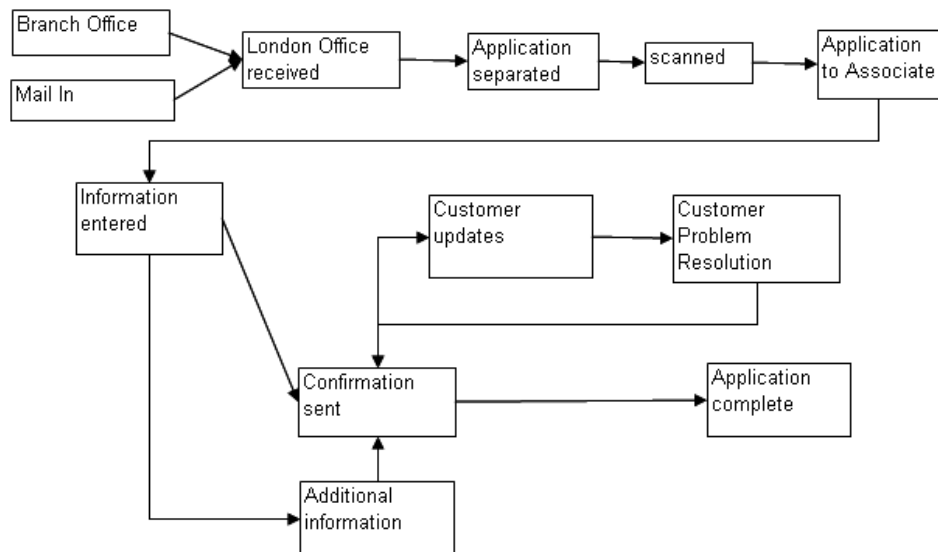 Branch Office
Mail In
London Office
received
Application
separated
scanned
Application
to Associate
Information
entered
Customer
updates
Customer
Problem
Resolution
Confirmation
sent
Application
complete
Additional
information